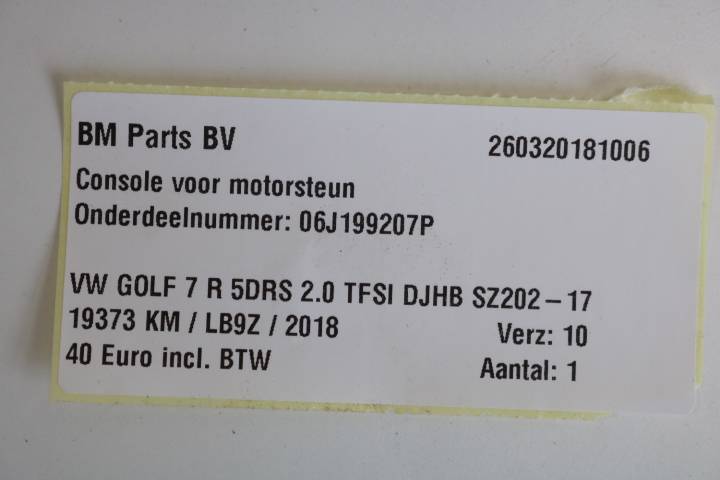 BM Parts BV 260320181006
Console voor motorsteun
Onderdeelnummer: 06J199207P
VW GOLF 7 R 5DRS 2.0 TFSI DJHB SZ202-17
19373 KM / LB9Z / 2018 Verz: 10
40 Euro incl. BTW Aantal: 1